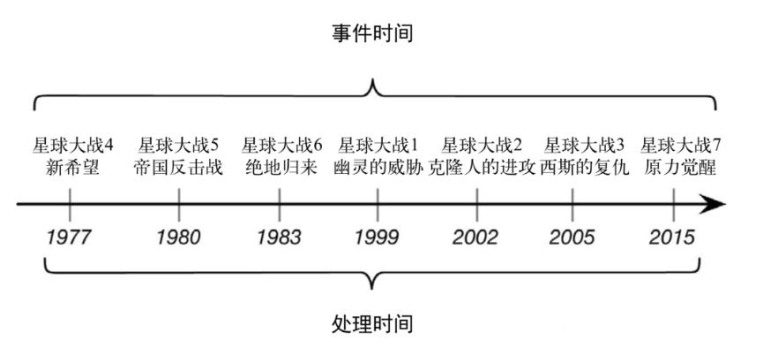 事件时间
星球大战4 星球大战5 星球大战6 星球大战1 星球大战2 星球大战3 星球大战7
新希望 帝国反击战 绝地归来 幽灵的威胁 克隆人的进攻 西斯的复仇 原力觉醒
1977 1980 1983 1999 2002 2005 2015
处理时间